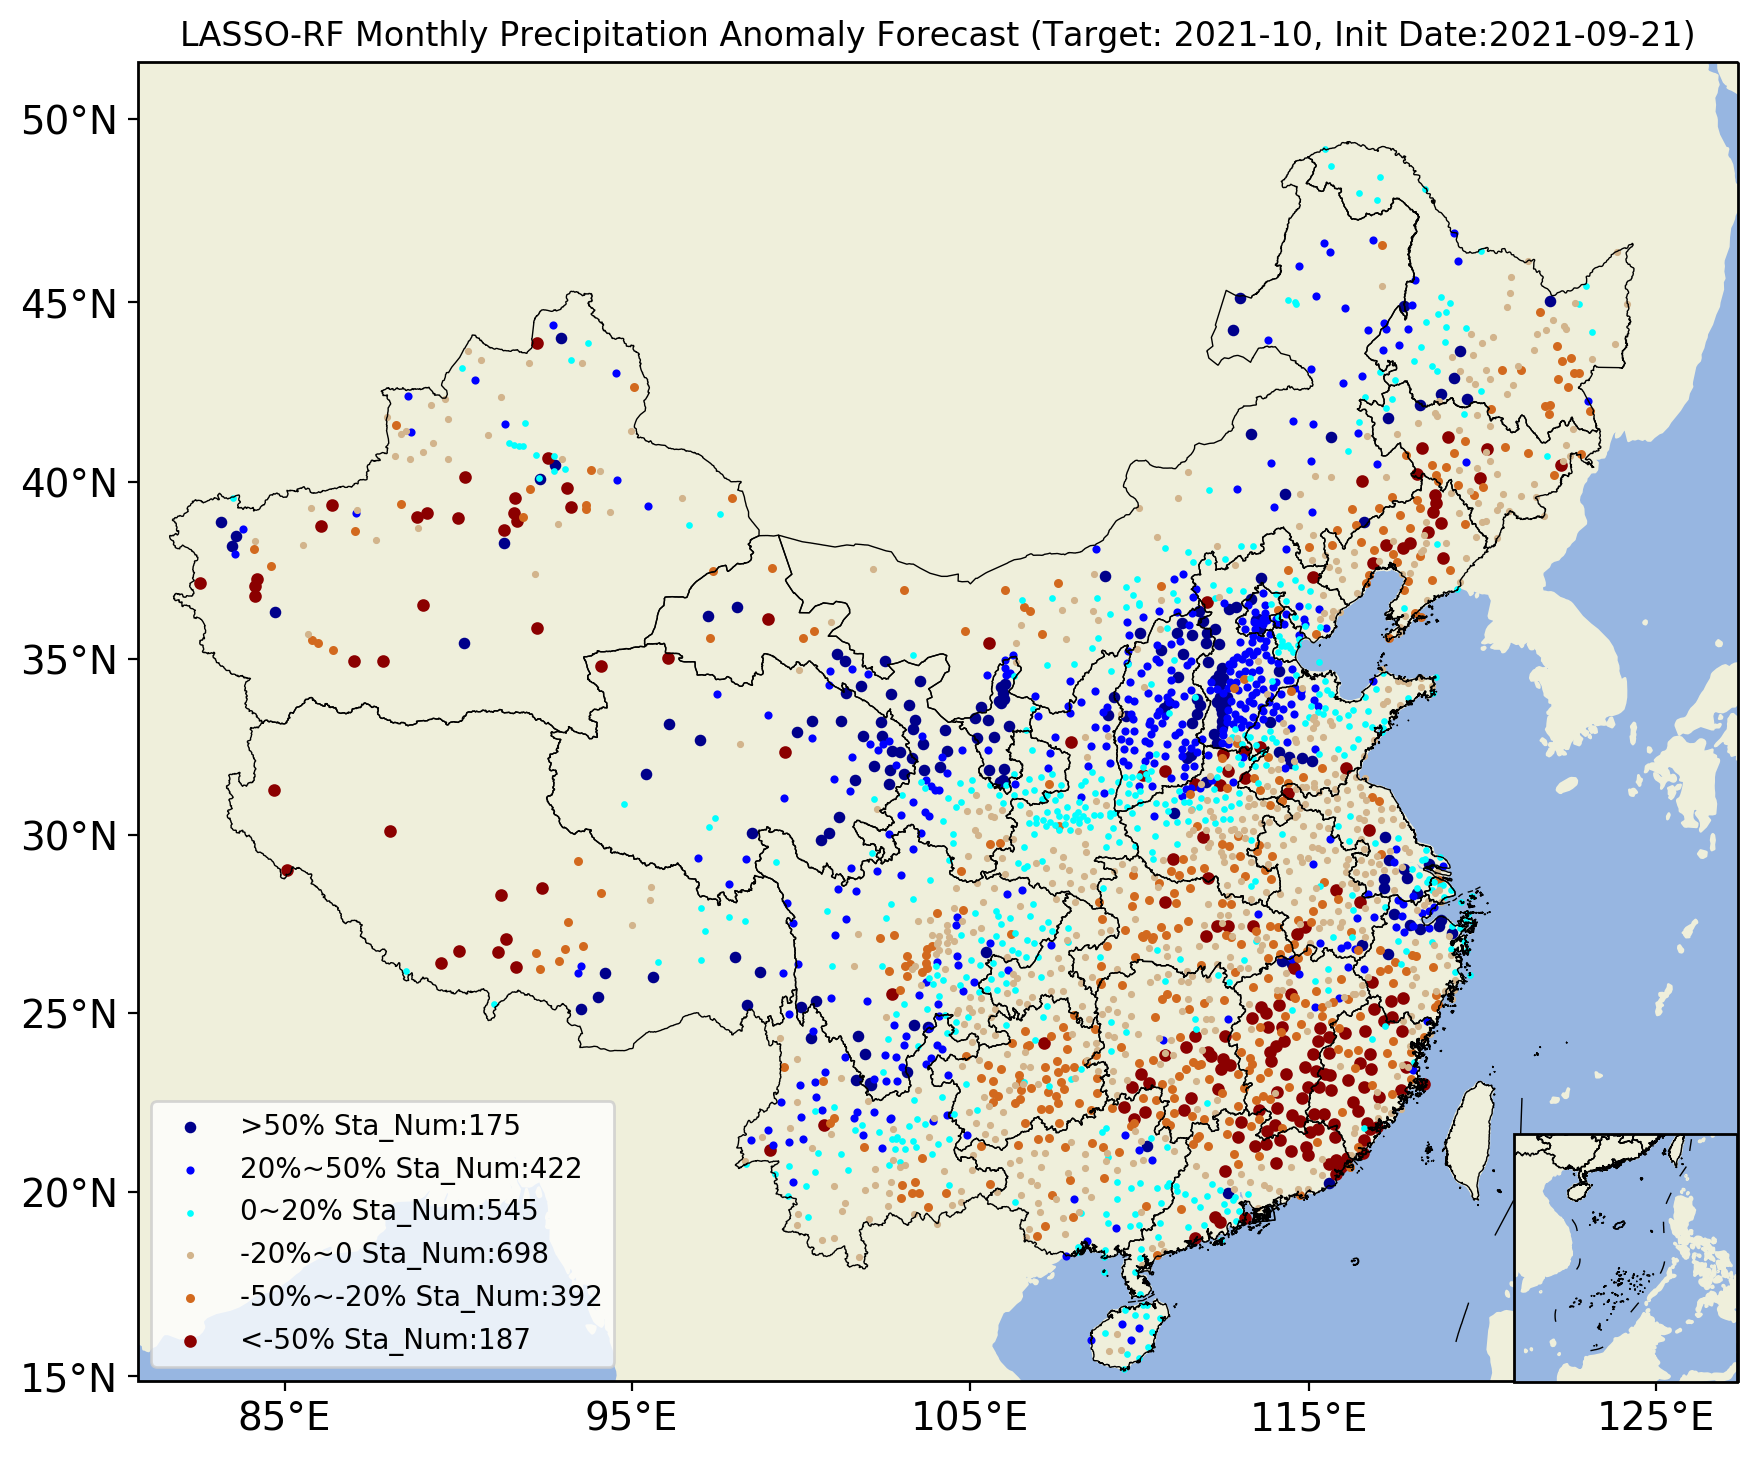 LASSO-RF Monthly Precipitation Anomaly Forecast (Target: 2021-10, Init Date:2021-09-21)
50°N
45°N
40°N
35°N
30°N
25°N
20°N
15°N
>50% Sta_Num:175
20%~50% Sta_Num:422
0~20% Sta_Num:545
-20%~0 Sta_Num:698
-50%~-20% Sta_Num:392
<-50% Sta_Num:187
85°E
95°E
105°E
115°E
125°E